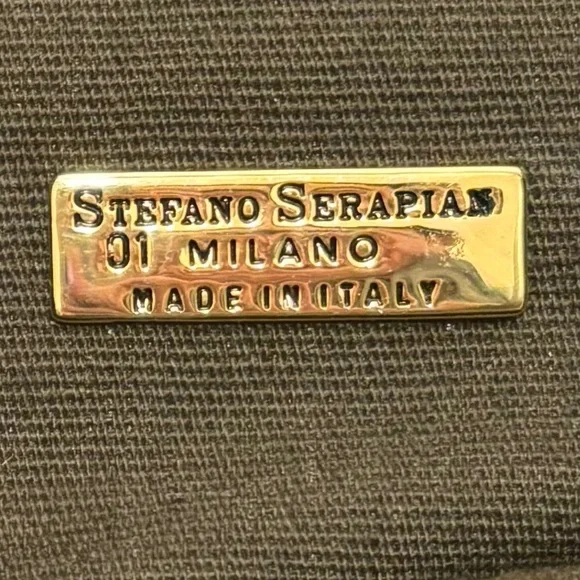 STEFANO SERAPIAN
01 MILANO
MADE IN ITALY